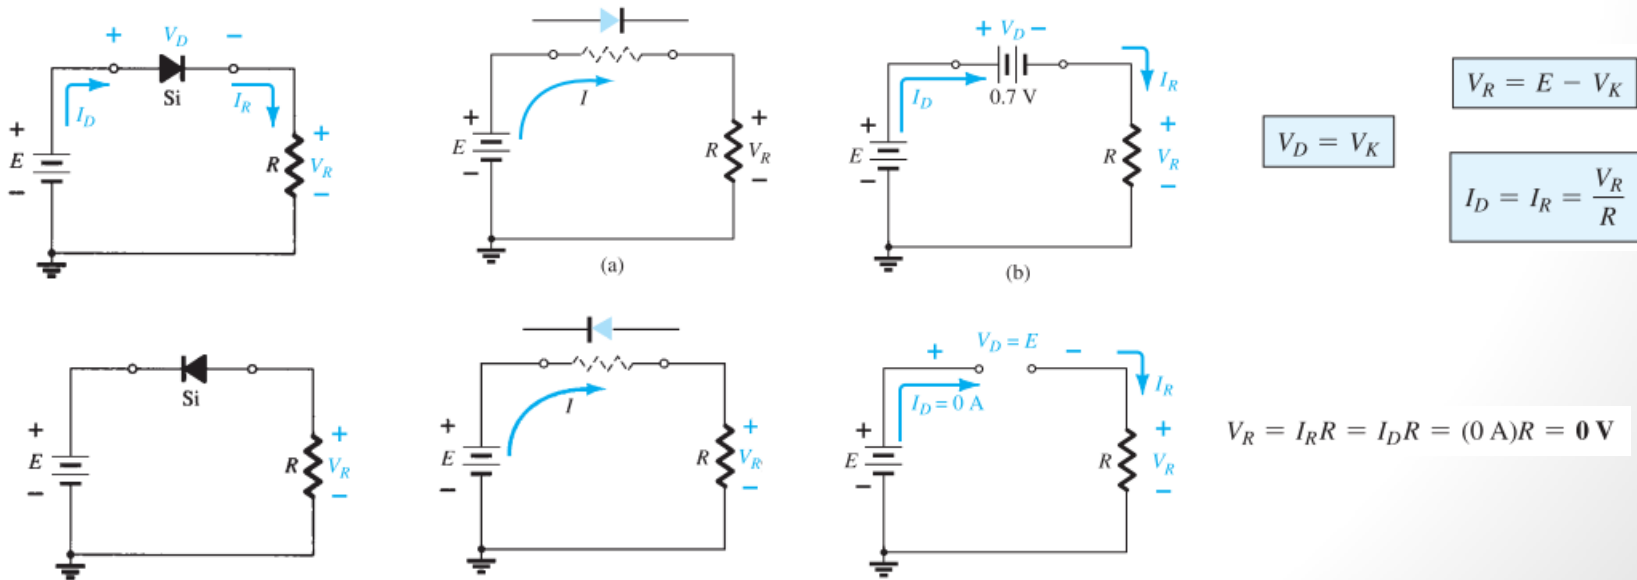 + V_D −
Si
I_D
I_R
+
E
−
R
+
V_R
−
I
+
E
−
R
+
V_R
−
(a)
+ V_D −
0.7 V
I_D
I_R
+
E
−
R
+
V_R
−
(b)
V_D = V_K
V_R = E − V_K
I_D = I_R = V_R / R
Si
+
E
−
R
+
V_R
−
I
+
E
−
R
+
V_R
−
+ V_D = E −
I_D = 0 A
I_R
+
E
−
R
+
V_R
−
V_R = I_R R = I_D R = (0 A)R = 0 V